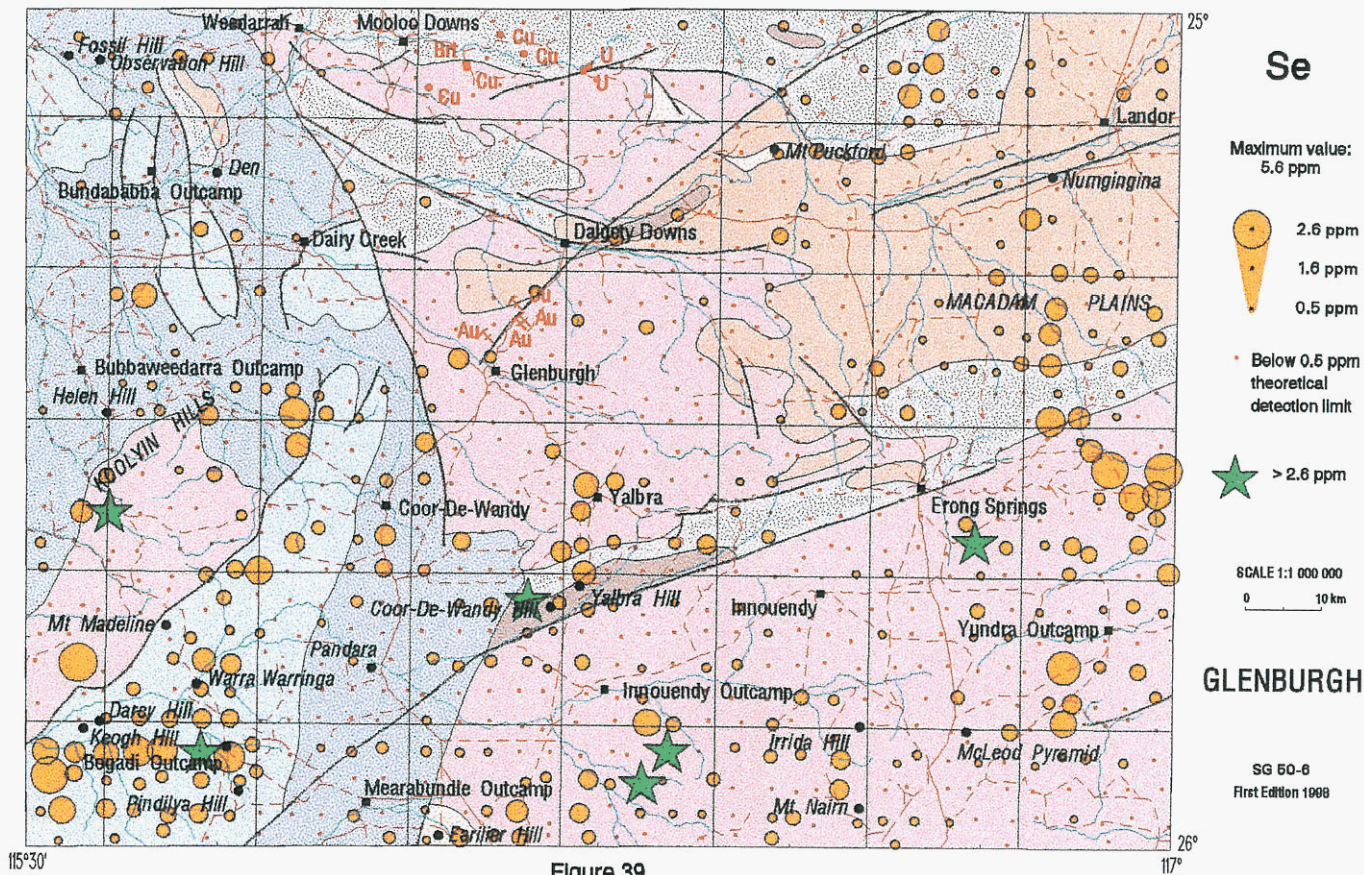 25°
Se
Maximum value:
5.6 ppm
2.6 ppm
1.6 ppm
0.5 ppm
Below 0.5 ppm
theoretical
detection limit
> 2.6 ppm
SCALE 1:1 000 000
0 10 km
GLENBURGH
SG 50-6
First Edition 1998
Woodarrah
Mooloo Downs
Fossil Hill
Observation Hill
Brl
Cu
Cu
Cu
Cu
U
U
Landor
Mt Puckford
Numgingina
Den
Bundababba Outcamp
Dairy Creek
Dalgety Downs
MACADAM PLAINS
Cu
Au
Au
Au
Bubbaweedarra Outcamp
Glenburgh
Helen Hill
KOOLYIN HILLS
Yalbra
Coor-De-Wandy
Erong Springs
Coor-De-Wandy Hill
Yalbra Hill
Innouendy
Mt Madeline
Yundra Outcamp
Pandara
Warra Warringa
Innouendy Outcamp
Darcy Hill
Keogh Hill
Irrida Hill
McLeod Pyramid
Bogadi Outcamp
Mearabundle Outcamp
Pindilya Hill
Mt Nairn
Earilier Hill
26°
115°30'
117°
Figure 39